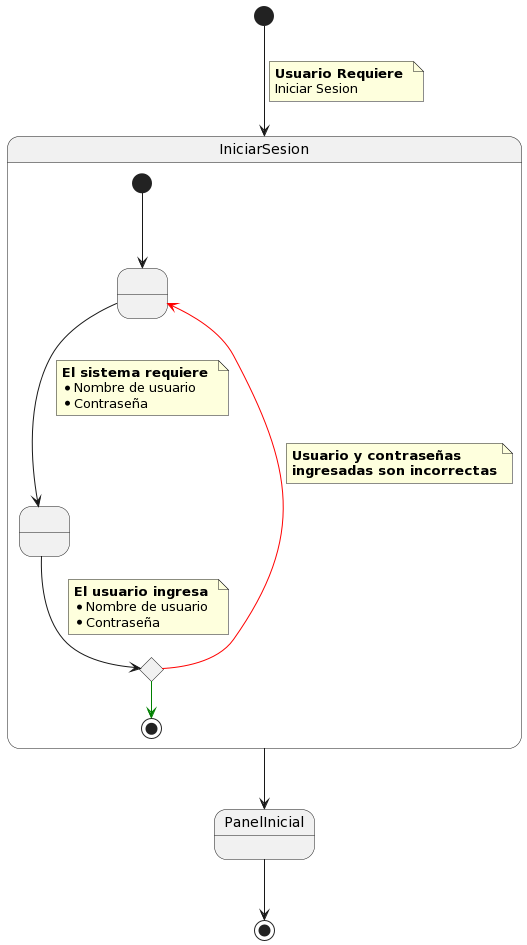 Usuario Requiere
Iniciar Sesion
IniciarSesion
El sistema requiere
•Nombre de usuario
•Contraseña
Usuario y contraseñas
ingresadas son incorrectas
El usuario ingresa
•Nombre de usuario
•Contraseña
PanelInicial